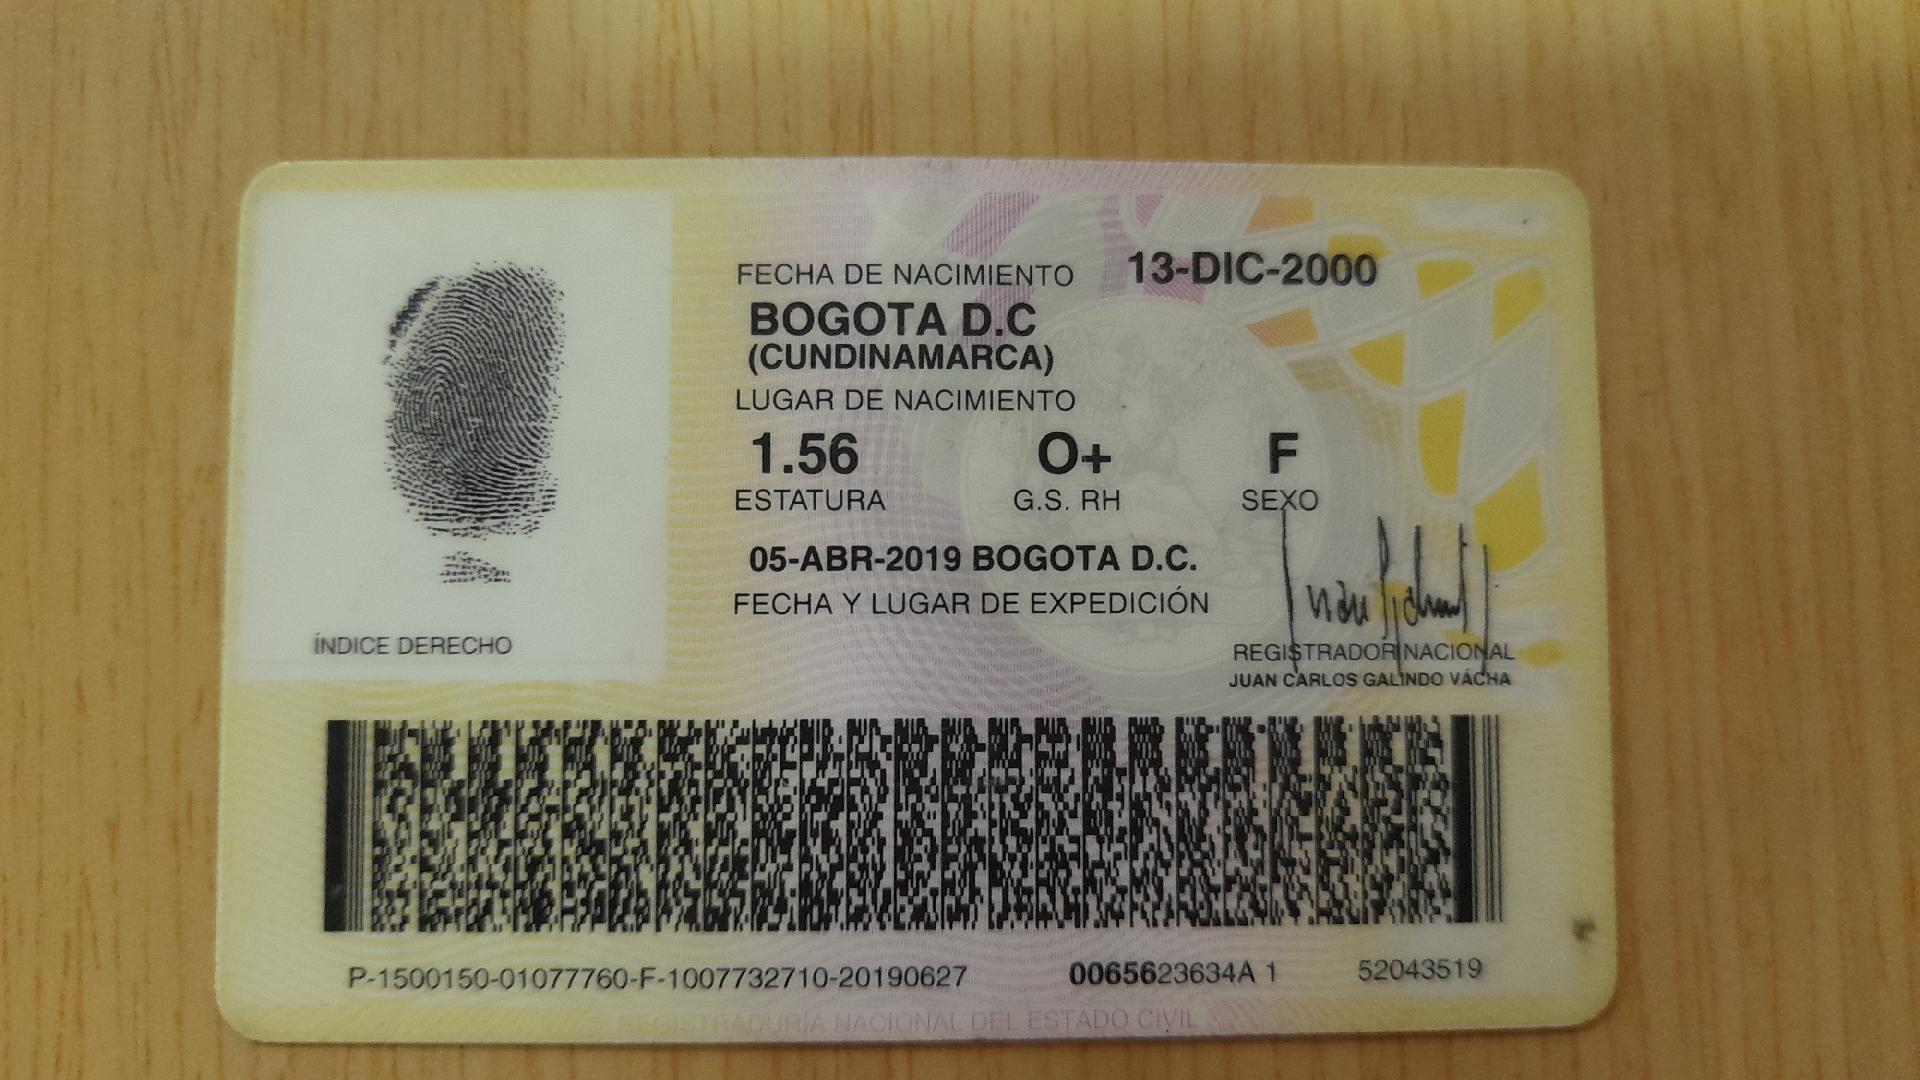 FECHA DE NACIMIENTO 13-DIC-2000
BOGOTA D.C
(CUNDINAMARCA)
LUGAR DE NACIMIENTO
1.56 O+ F
ESTATURA G.S. RH SEXO
05-ABR-2019 BOGOTA D.C.
FECHA Y LUGAR DE EXPEDICIÓN
ÍNDICE DERECHO
REGISTRADOR NACIONAL
JUAN CARLOS GALINDO VÁCHA
P-1500150-01077760-F-1007732710-20190627 0065623634A 1 52043519
REGISTRADURÍA NACIONAL DEL ESTADO CIVIL